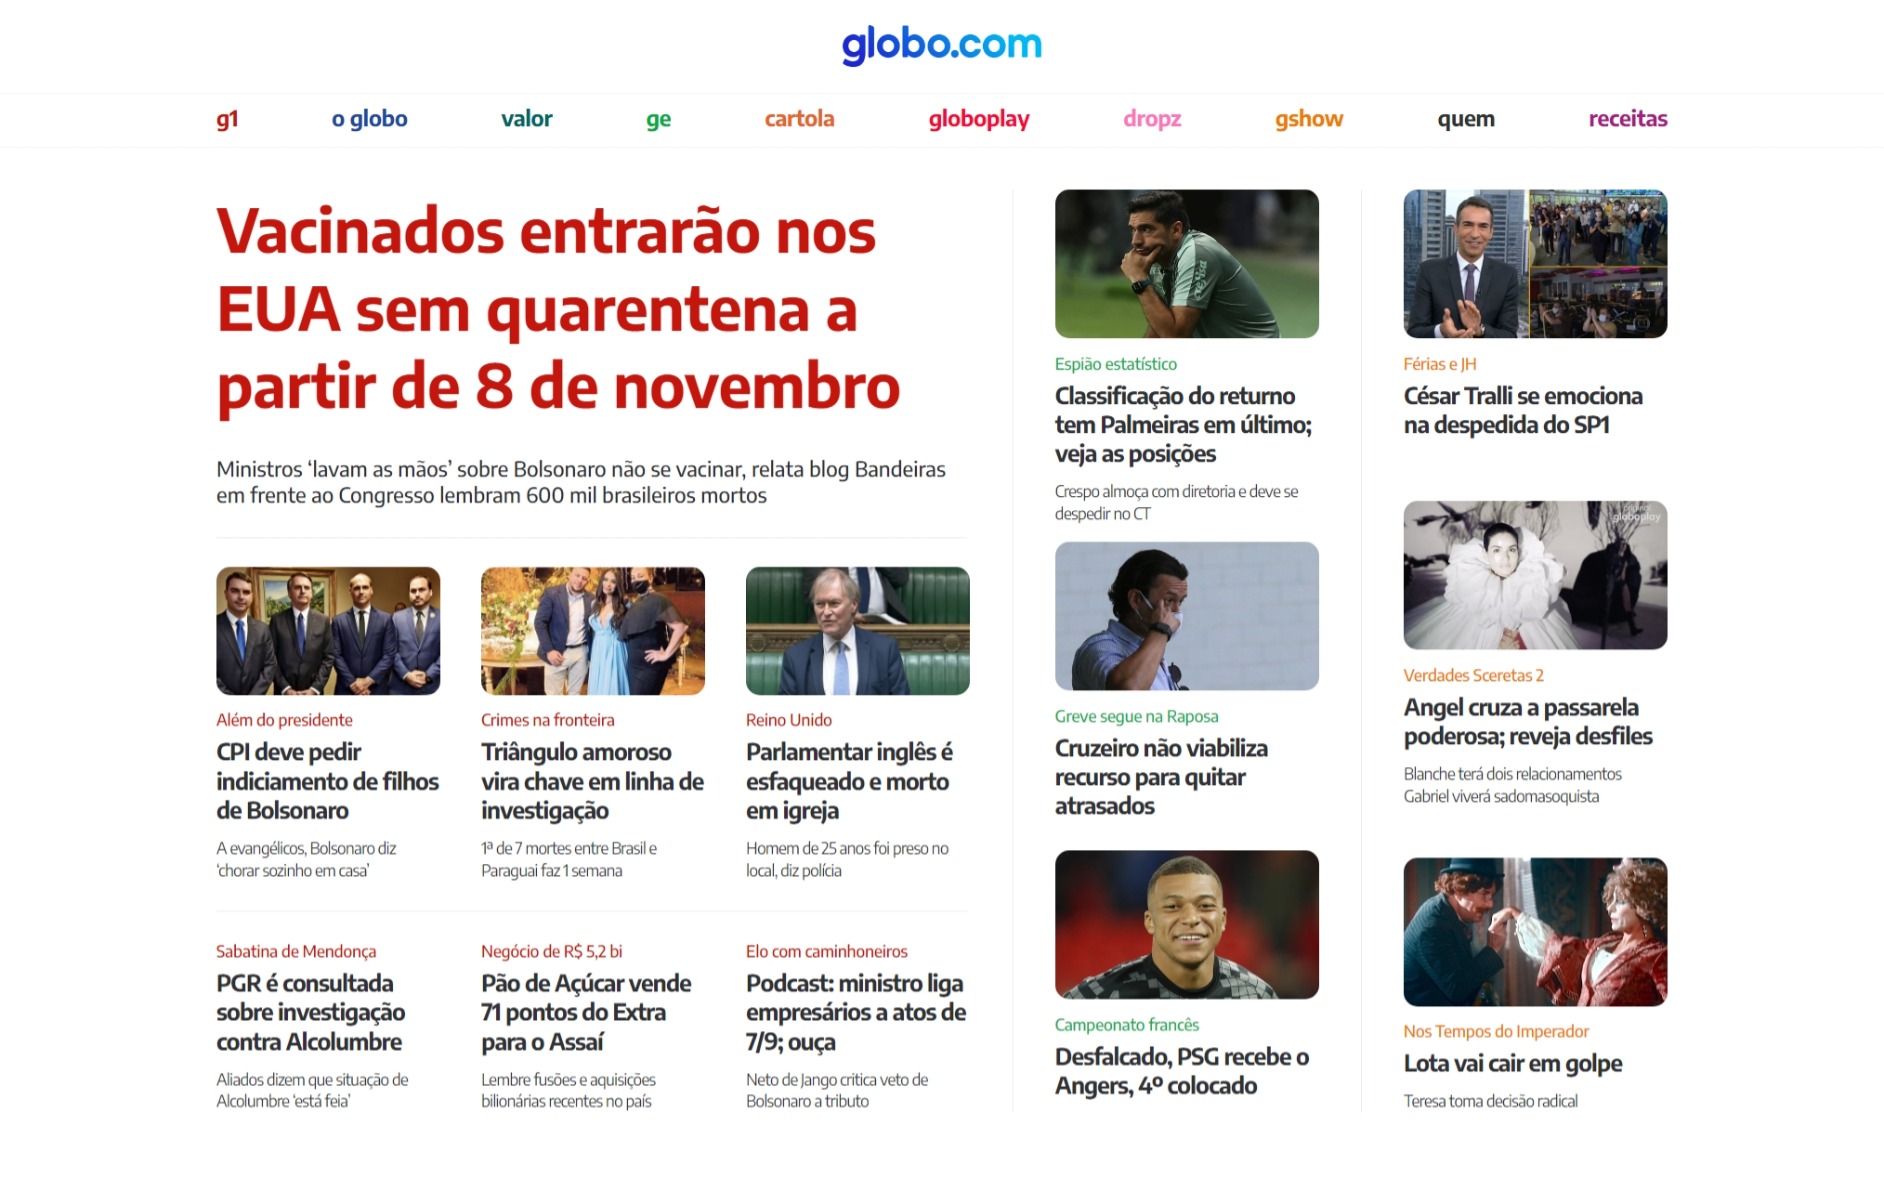 globo.com
g1
o globo
valor
ge
cartola
globoplay
dropz
gshow
quem
receitas
Vacinados entrarão nos
EUA sem quarentena a
partir de 8 de novembro
Ministros ‘lavam as mãos’ sobre Bolsonaro não se vacinar, relata blog Bandeiras
em frente ao Congresso lembram 600 mil brasileiros mortos
Além do presidente
CPI deve pedir
indiciamento de filhos
de Bolsonaro
A evangélicos, Bolsonaro diz
‘chorar sozinho em casa’
Crimes na fronteira
Triângulo amoroso
vira chave em linha de
investigação
1ª de 7 mortes entre Brasil e
Paraguai faz 1 semana
Reino Unido
Parlamentar inglês é
esfaqueado e morto
em igreja
Homem de 25 anos foi preso no
local, diz polícia
Sabatina de Mendonça
PGR é consultada
sobre investigação
contra Alcolumbre
Aliados dizem que situação de
Alcolumbre ‘está feia’
Negócio de R$ 5,2 bi
Pão de Açúcar vende
71 pontos do Extra
para o Assaí
Lembre fusões e aquisições
bilionárias recentes no país
Elo com caminhoneiros
Podcast: ministro liga
empresários a atos de
7/9; ouça
Neto de Jango critica veto de
Bolsonaro a tributo
Espião estatístico
Classificação do returno
tem Palmeiras em último;
veja as posições
Crespo almoça com diretoria e deve se
despedir no CT
Greve segue na Raposa
Cruzeiro não viabiliza
recurso para quitar
atrasados
Campeonato francês
Desfalcado, PSG recebe o
Angers, 4º colocado
Férias e JH
César Tralli se emociona
na despedida do SP1
original
globoplay
Verdades Sceretas 2
Angel cruza a passarela
poderosa; reveja desfiles
Blanche terá dois relacionamentos
Gabriel viverá sadomasoquista
Nos Tempos do Imperador
Lota vai cair em golpe
Teresa toma decisão radical